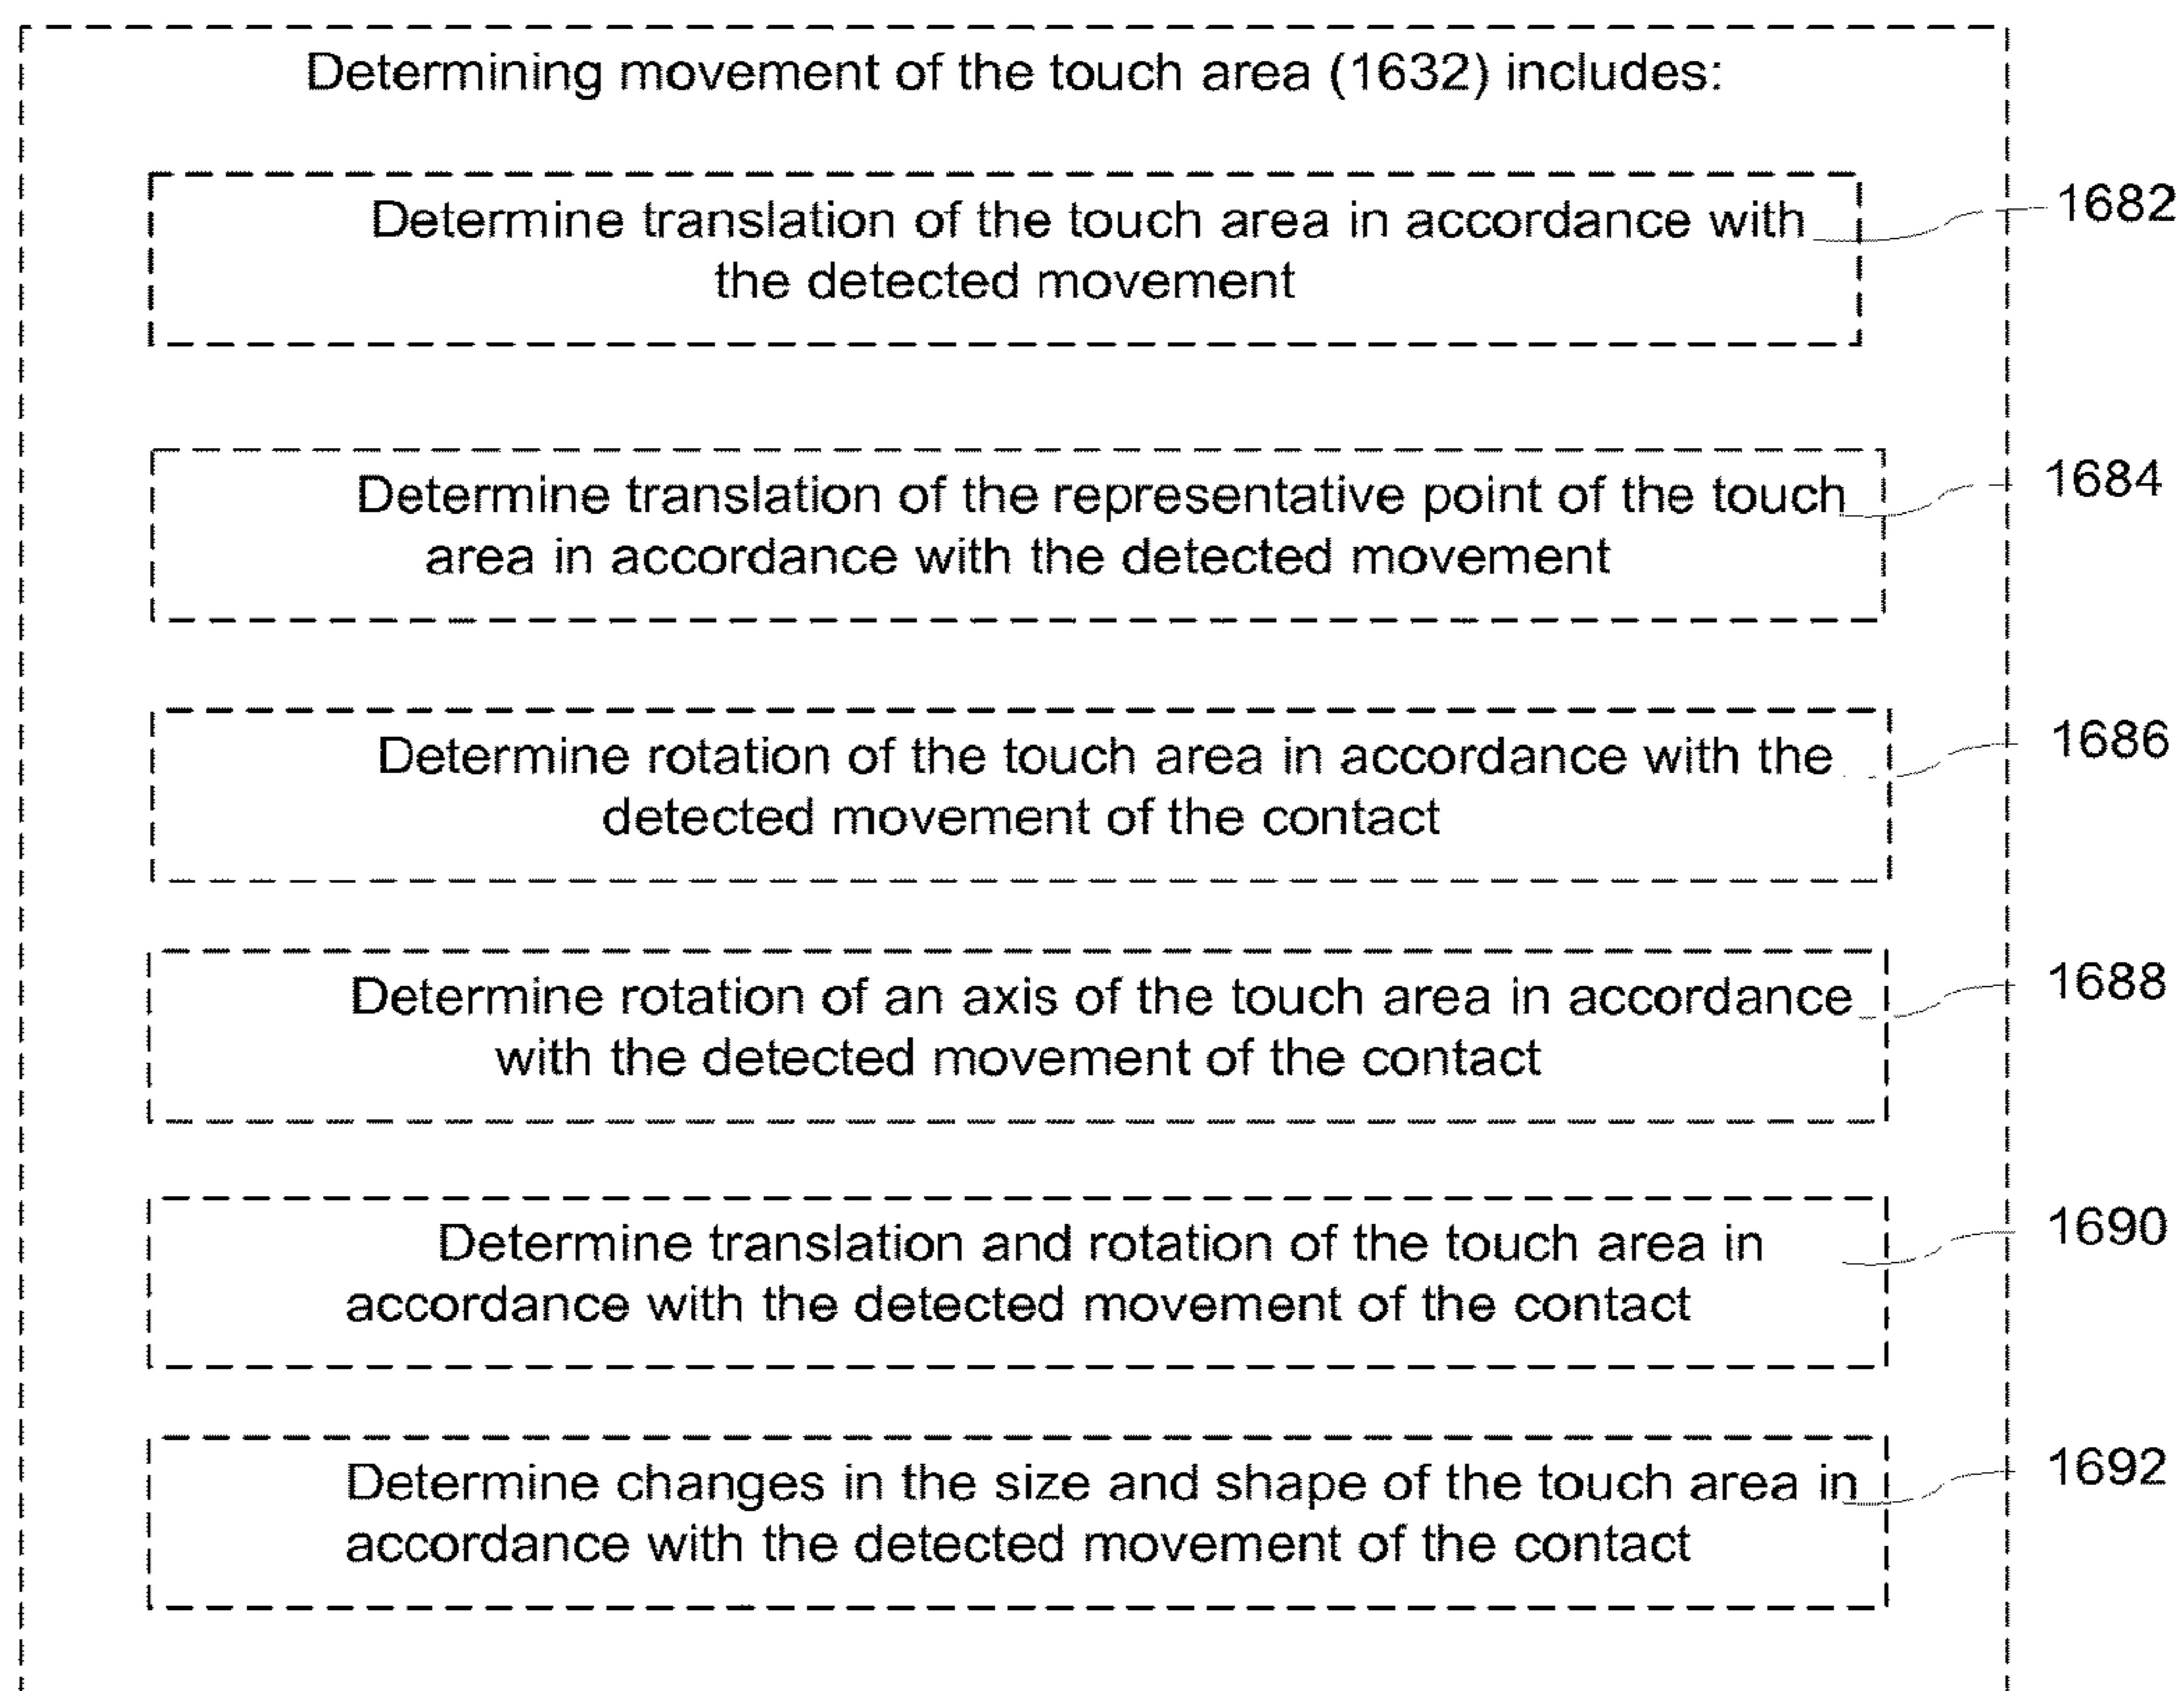 Determining movement of the touch area (1632) includes:
Determine translation of the touch area in accordance with
the detected movement
1682
Determine translation of the representative point of the touch
area in accordance with the detected movement
1684
Determine rotation of the touch area in accordance with the
detected movement of the contact
1686
Determine rotation of an axis of the touch area in accordance
with the detected movement of the contact
1688
Determine translation and rotation of the touch area in
accordance with the detected movement of the contact
1690
Determine changes in the size and shape of the touch area in
accordance with the detected movement of the contact
1692